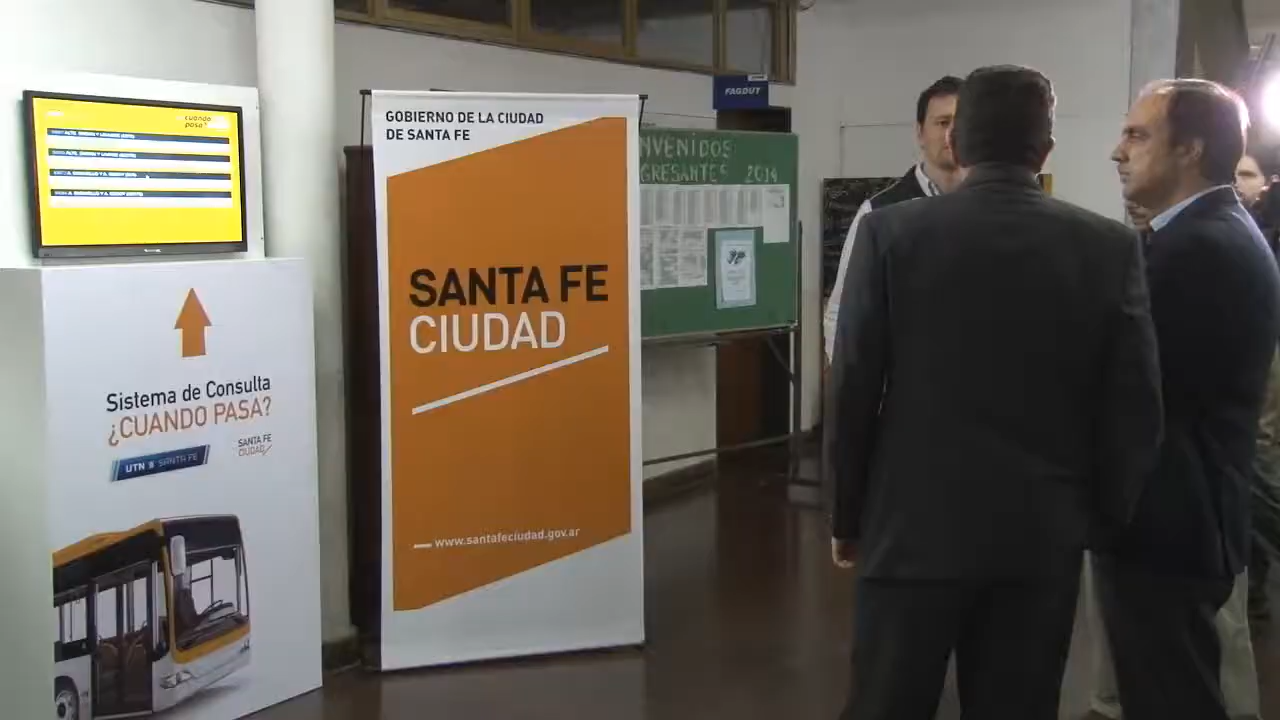 cuando
pasa?
Sistema de Consulta
¿CUANDO PASA?
UTN SANTA FE
SANTA FE
CIUDAD
GOBIERNO DE LA CIUDAD
DE SANTA FE
SANTA FE
CIUDAD
www.santafeciudad.gov.ar
FAGDUT
NVENIDOS
GRESANTES 2014